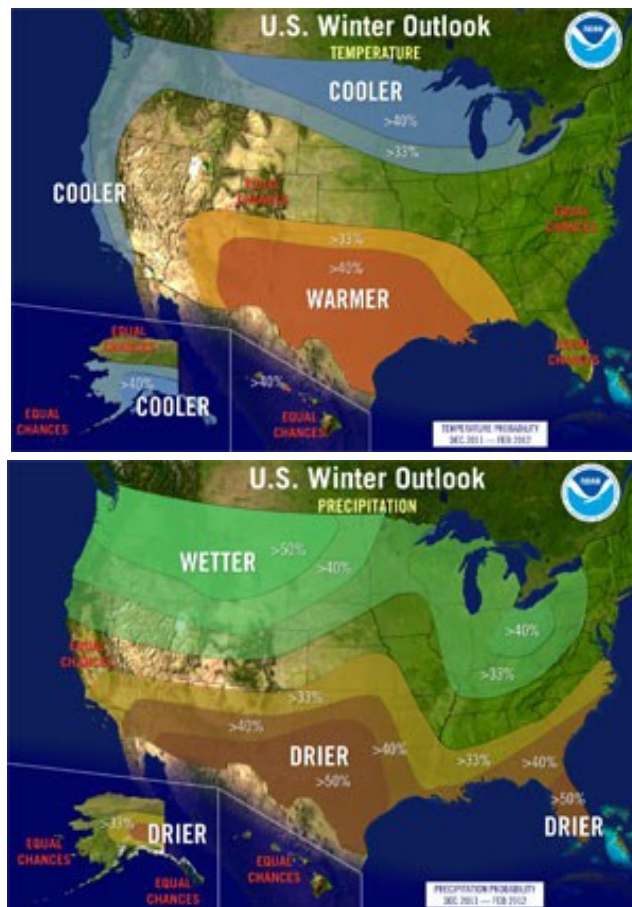 U.S. Winter Outlook
TEMPERATURE
NOAA
COOLER
>40%
>33%
COOLER
EQUAL
CHANCES
EQUAL
CHANCES
>33%
>40%
WARMER
EQUAL
CHANCES
EQUAL
CHANCES
>40%
COOLER
EQUAL
CHANCES
>40%
EQUAL
CHANCES
TEMPERATURE PROBABILITY
DEC 2011 — FEB 2012
U.S. Winter Outlook
PRECIPITATION
NOAA
WETTER
>50%
>40%
>40%
EQUAL
CHANCES
>33%
>33%
>40%
DRIER
>40%
>50%
>33%
>40%
>50%
DRIER
>33%
DRIER
EQUAL
CHANCES
EQUAL
CHANCES
EQUAL
CHANCES
PRECIPITATION PROBABILITY
DEC 2011 — FEB 2012